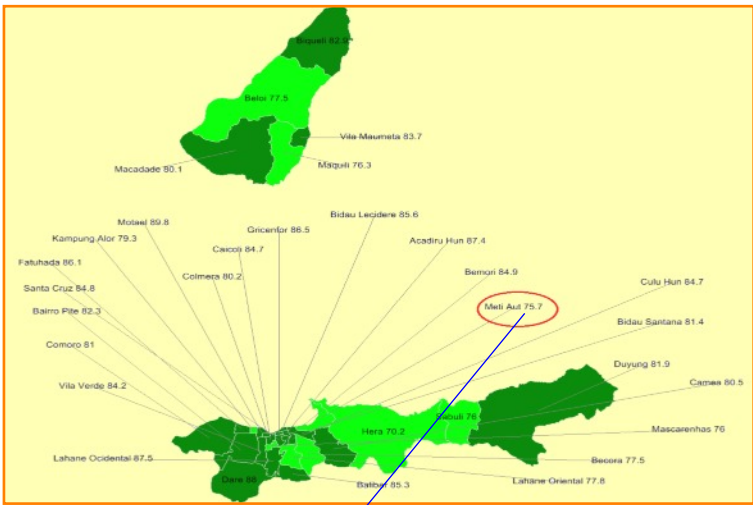 Biqueli 82.9
Beloi 77.5
Vila Maumeta 83.7
Macadade 80.1
Maquili 76.3
Bidau Lecidere 85.6
Motael 89.8
Gricenfor 86.5
Kampung Alor 79.3
Acadiru Hun 87.4
Caicoli 84.7
Fatuhada 86.1
Colmera 80.2
Bemori 84.9
Culu Hun 84.7
Santa Cruz 84.8
Meti Aut 75.7
Bairro Pite 82.3
Bidau Santana 81.4
Comoro 81
Duyung 81.9
Vila Verde 84.2
Camea 80.5
Sabuli 76
Hera 70.2
Mascarenhas 76
Lahane Ocidental 87.5
Becora 77.5
Dare 88
Balibar 85.3
Lahane Oriental 77.8